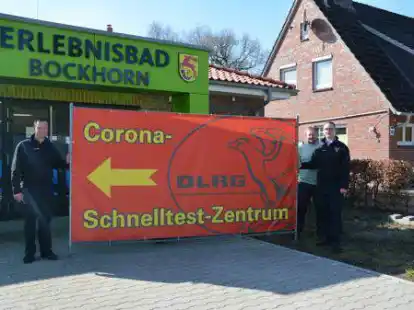 ERLEBNISBAD
BOCKHORN
Corona-
DLRG
Schnelltest-Zentrum